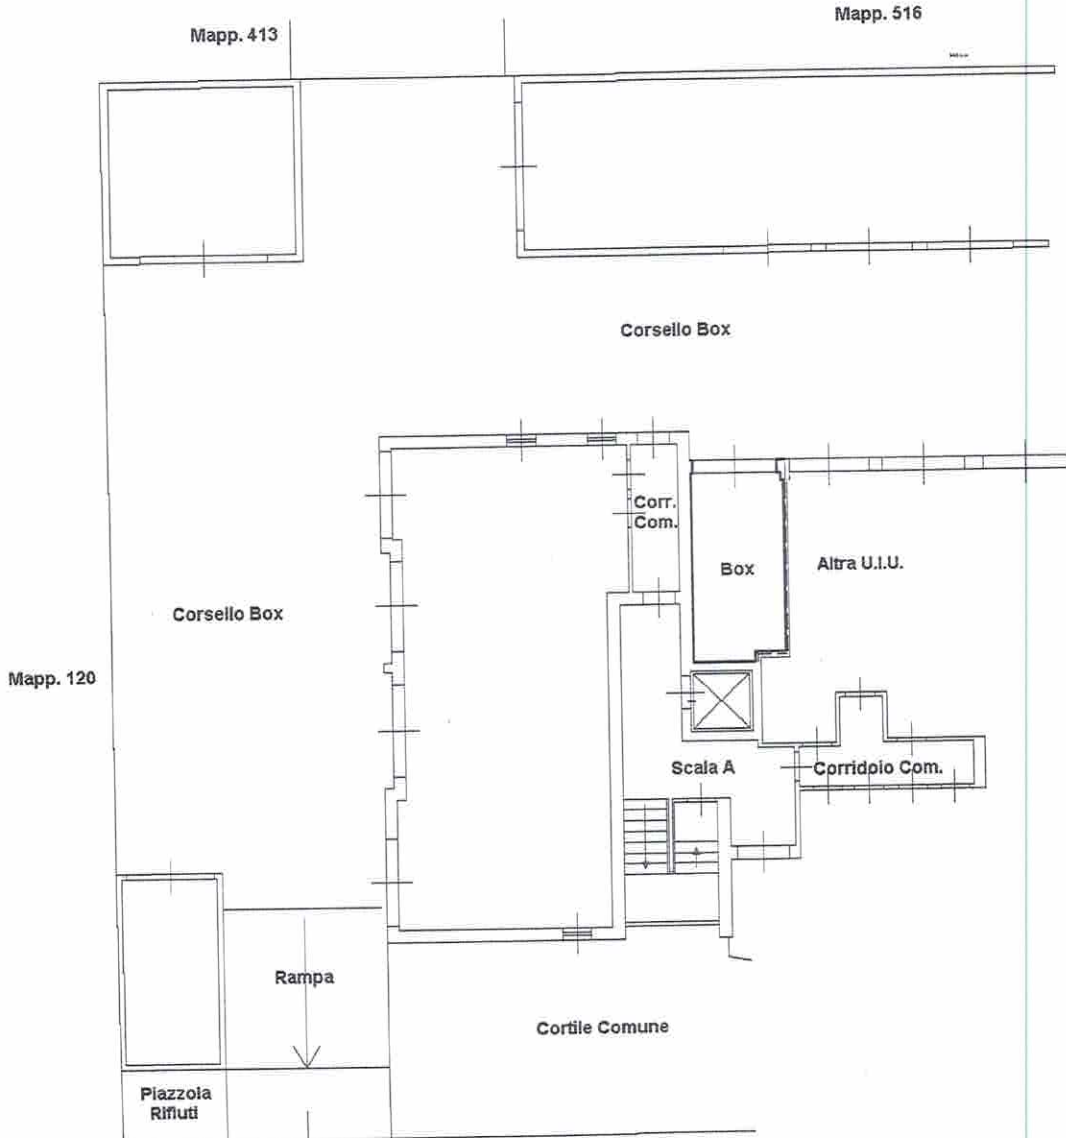 Mapp. 413
Mapp. 516
Corsello Box
Corr.
Com.
Box
Altra U.I.U.
Corsello Box
Mapp. 120
Scala A
Corridoio Com.
Rampa
Cortile Comune
Piazzola
Rifiuti